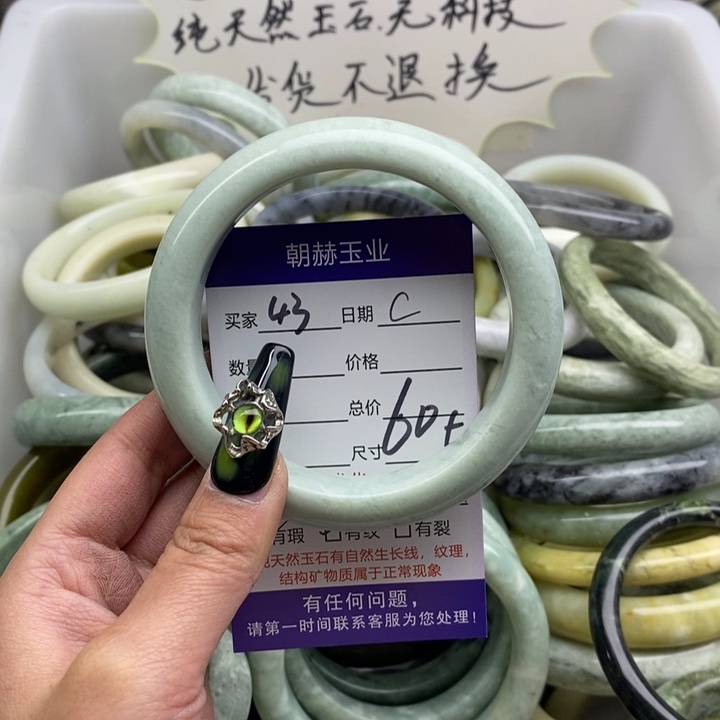 纯天然玉石.无科技
发货不退换
朝赫玉业
买家 43 日期 C
数量 价格
总价
尺寸 60F
有瑕 有纹 有裂
纯天然玉石有自然生长线，纹理，
结构矿物质属于正常现象
有任何问题，
请第一时间联系客服为您处理！